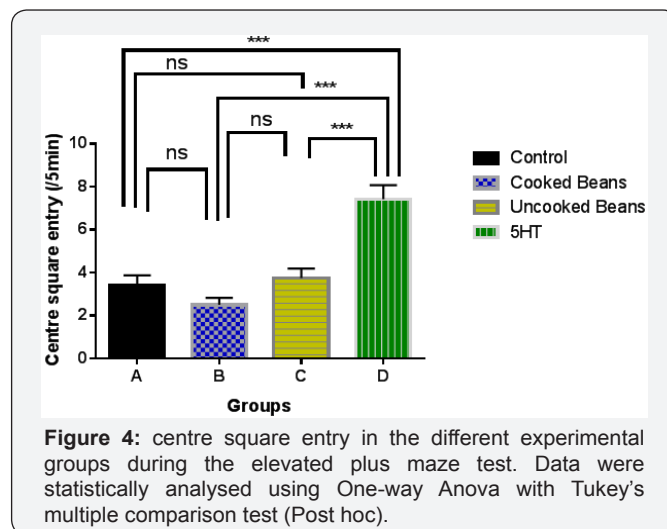 ***
ns
***
ns
***
ns
10
8
6
4
2
0
Centre square entry (/5min)
A
B
C
D
Groups
Control
Cooked Beans
Uncooked Beans
5HT
Figure 4: centre square entry in the different experimental
groups during the elevated plus maze test. Data were
statistically analysed using One-way Anova with Tukey's
multiple comparison test (Post hoc).